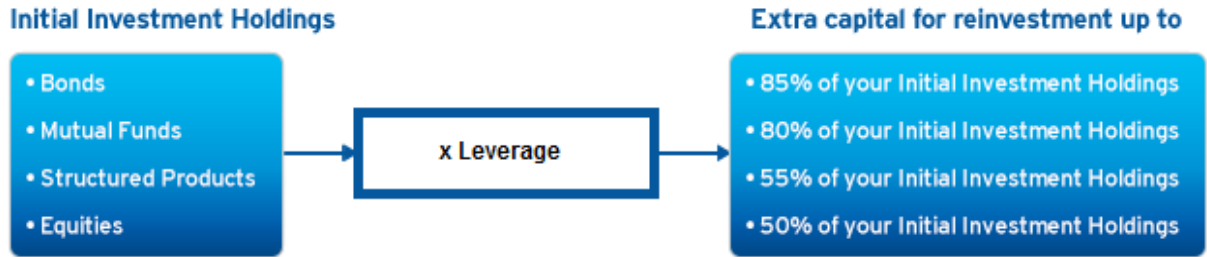 Initial Investment Holdings
Extra capital for reinvestment up to
• Bonds
• Mutual Funds
• Structured Products
• Equities
x Leverage
• 85% of your Initial Investment Holdings
• 80% of your Initial Investment Holdings
• 55% of your Initial Investment Holdings
• 50% of your Initial Investment Holdings